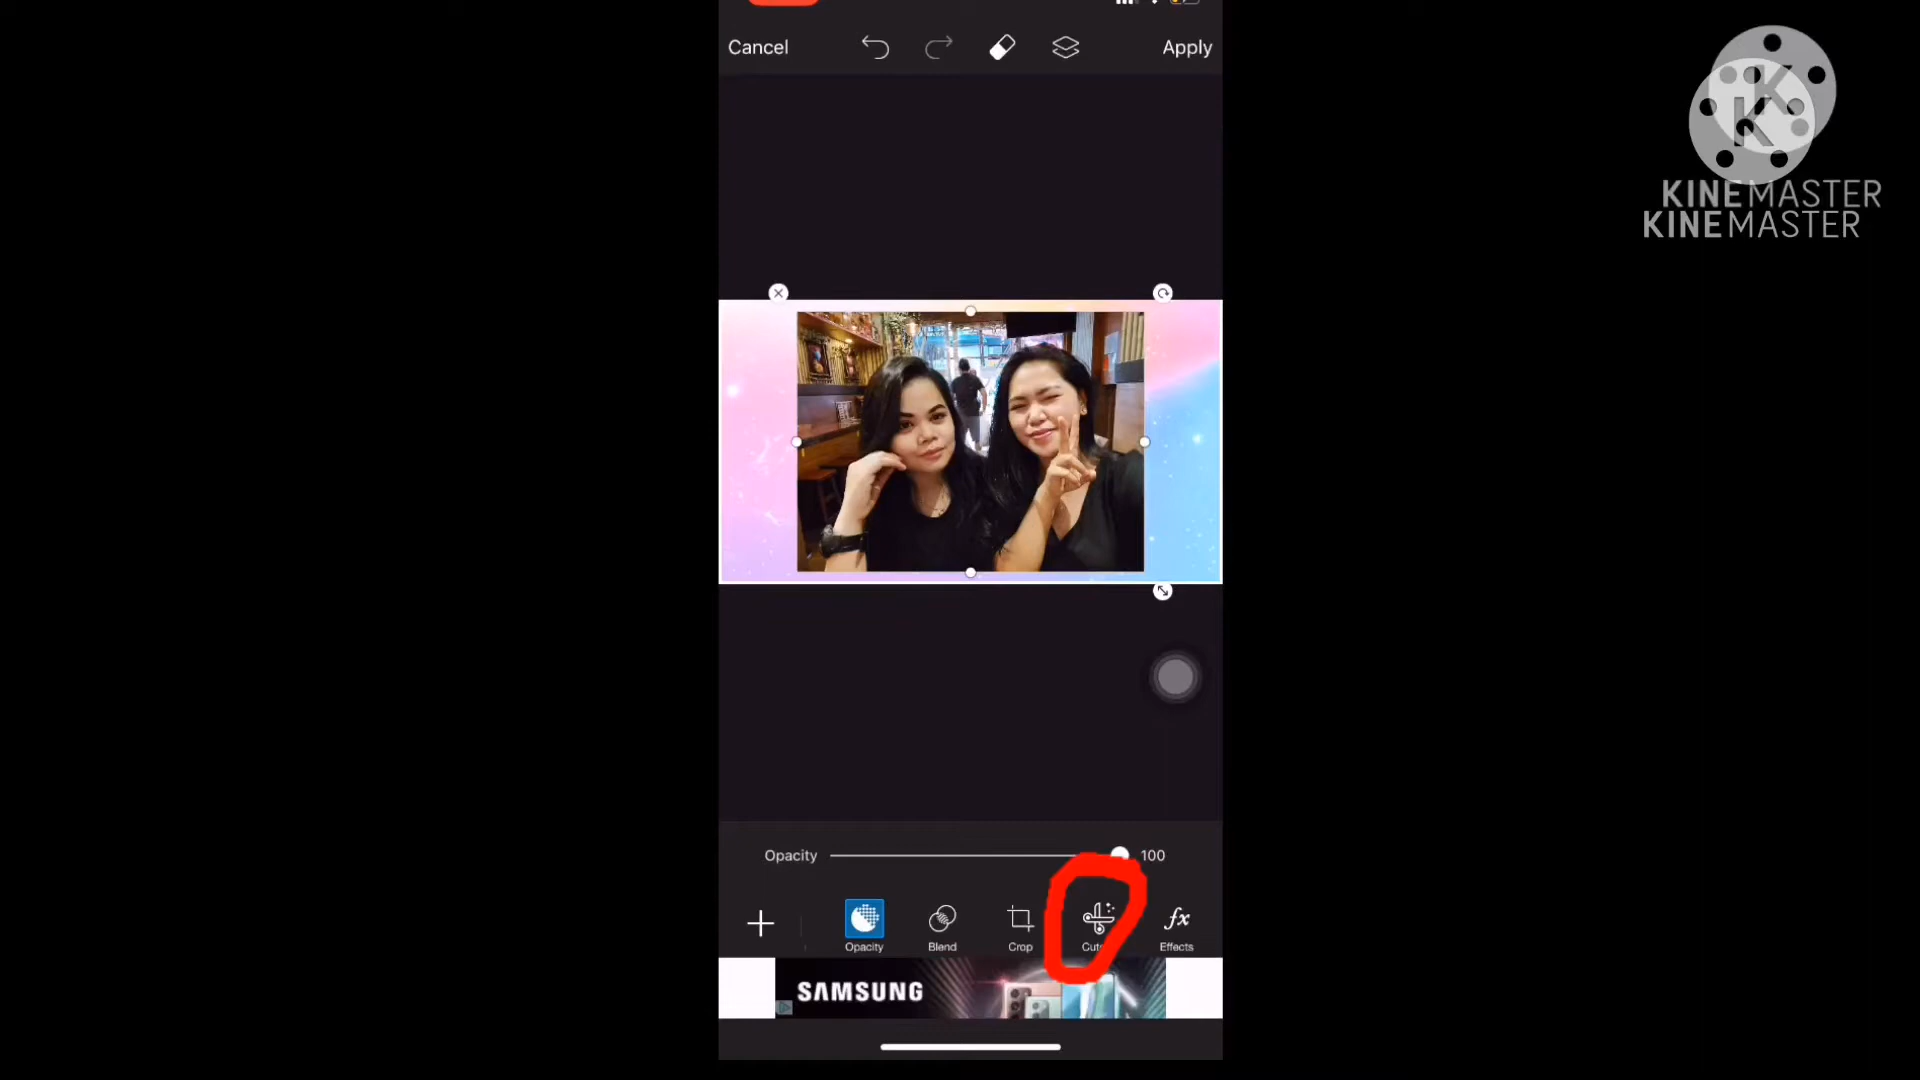 Cancel
Apply
KINEMASTER
KINEMASTER
Opacity 100
Opacity
Blend
Crop
Effects
SAMSUNG